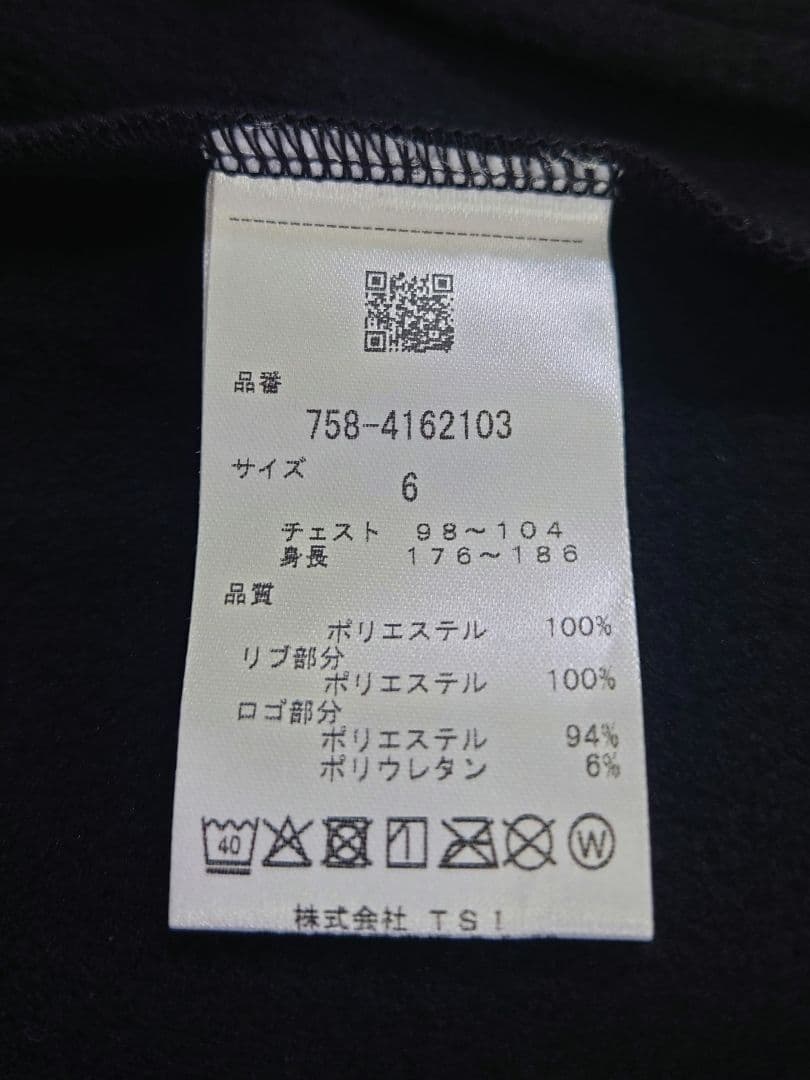 品番
758-4162103
サイズ
6
チェスト 98～104
身長 176～186
品質
ポリエステル 100%
リブ部分
ポリエステル 100%
ロゴ部分
ポリエステル 94%
ポリウレタン 6%
40 W
株式会社 TSI